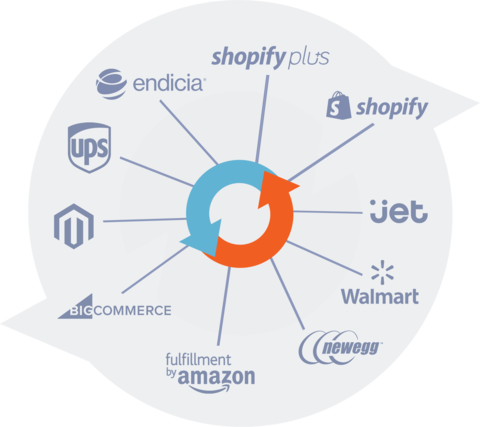 shopify plus
endicia
shopify
S
ups
jet
Walmart
BIGCOMMERCE
newegg
fulfillment
by amazon